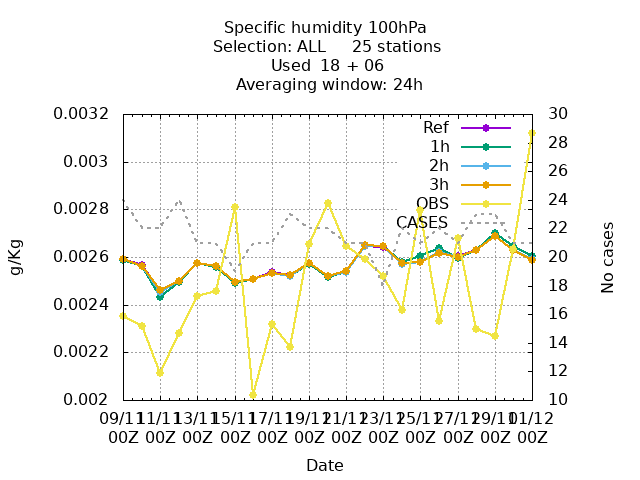 Specific humidity 100hPa
Selection: ALL 25 stations
Used 18 + 06
Averaging window: 24h
0.0032 30
Ref
28
1h
0.003 26
2h
3h
24
OBS
0.0028
CASES 22
0.0026 20
18
0.0024
16
0.0022 14
12
0.002 10
g/Kg
No cases
09/11 11/11 13/11 15/11 17/11 19/11 21/11 23/11 25/11 27/11 29/11 01/12
00Z 00Z 00Z 00Z 00Z 00Z 00Z 00Z 00Z 00Z 00Z 00Z
Date